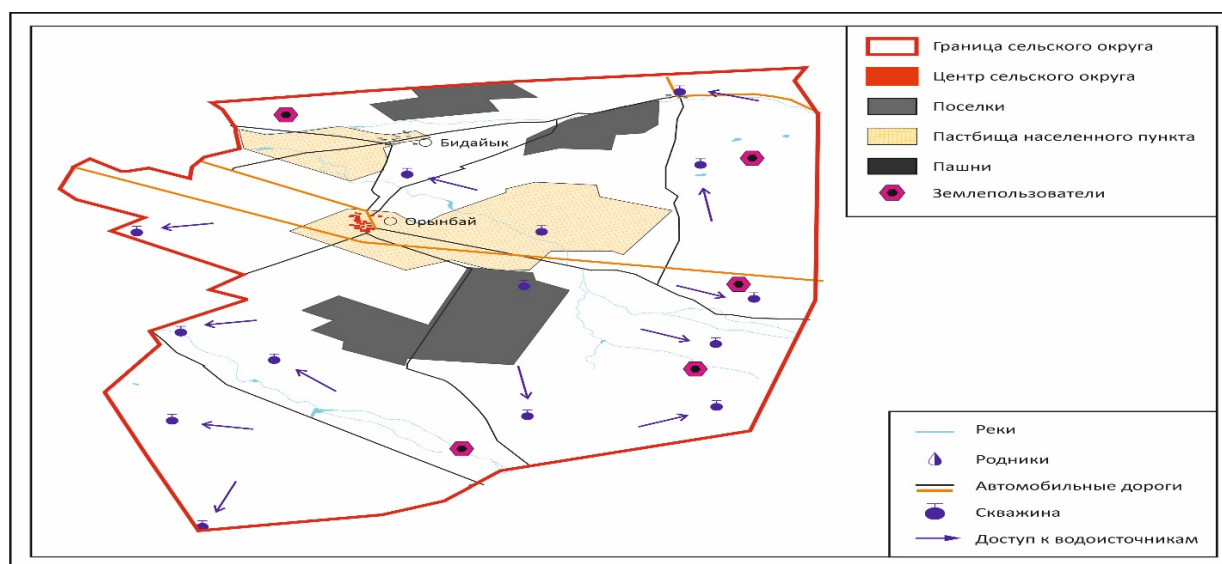 Граница сельского округа
Центр сельского округа
Поселки
Пастбища населенного пункта
Пашни
Землепользователи
Бидайык
Орынбай
Реки
Родники
Автомобильные дороги
Скважина
Доступ к водоисточникам